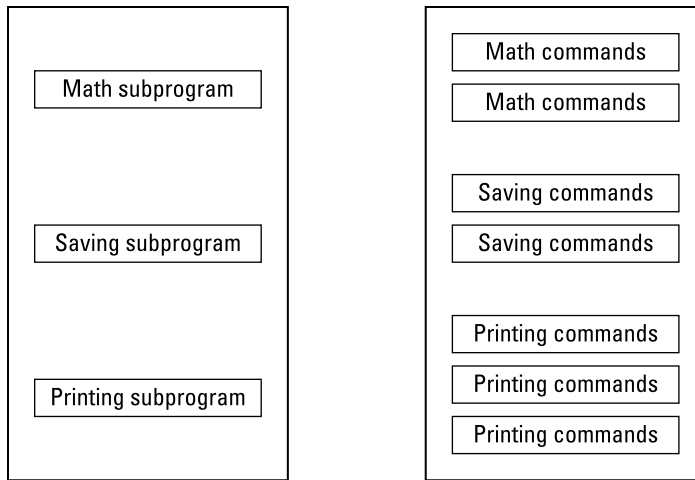 Math subprogram
Saving subprogram
Printing subprogram
Math commands
Math commands
Saving commands
Saving commands
Printing commands
Printing commands
Printing commands